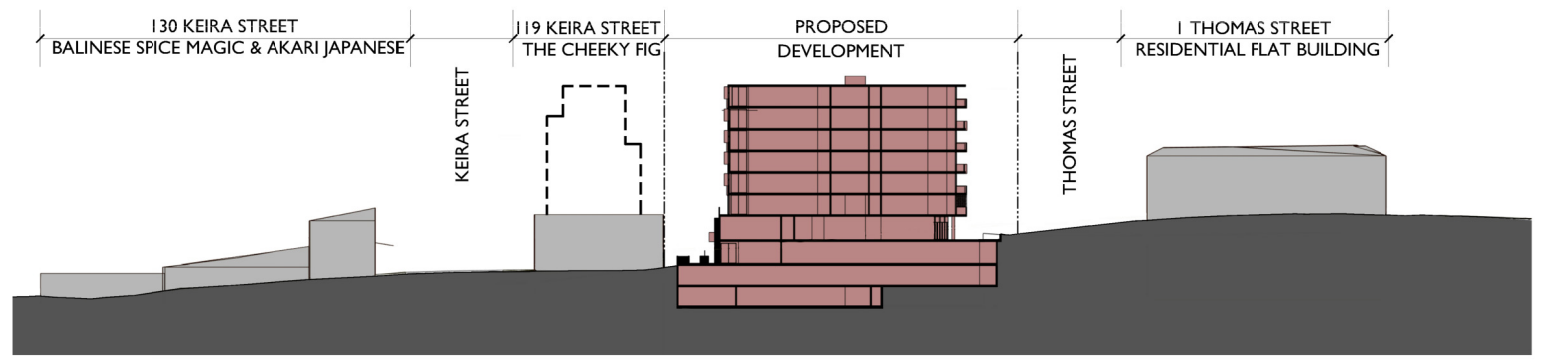 130 KEIRA STREET
BALINESE SPICE MAGIC & AKARI JAPANESE
KEIRA STREET
119 KEIRA STREET
THE CHEEKY FIG
PROPOSED
DEVELOPMENT
THOMAS STREET
1 THOMAS STREET
RESIDENTIAL FLAT BUILDING